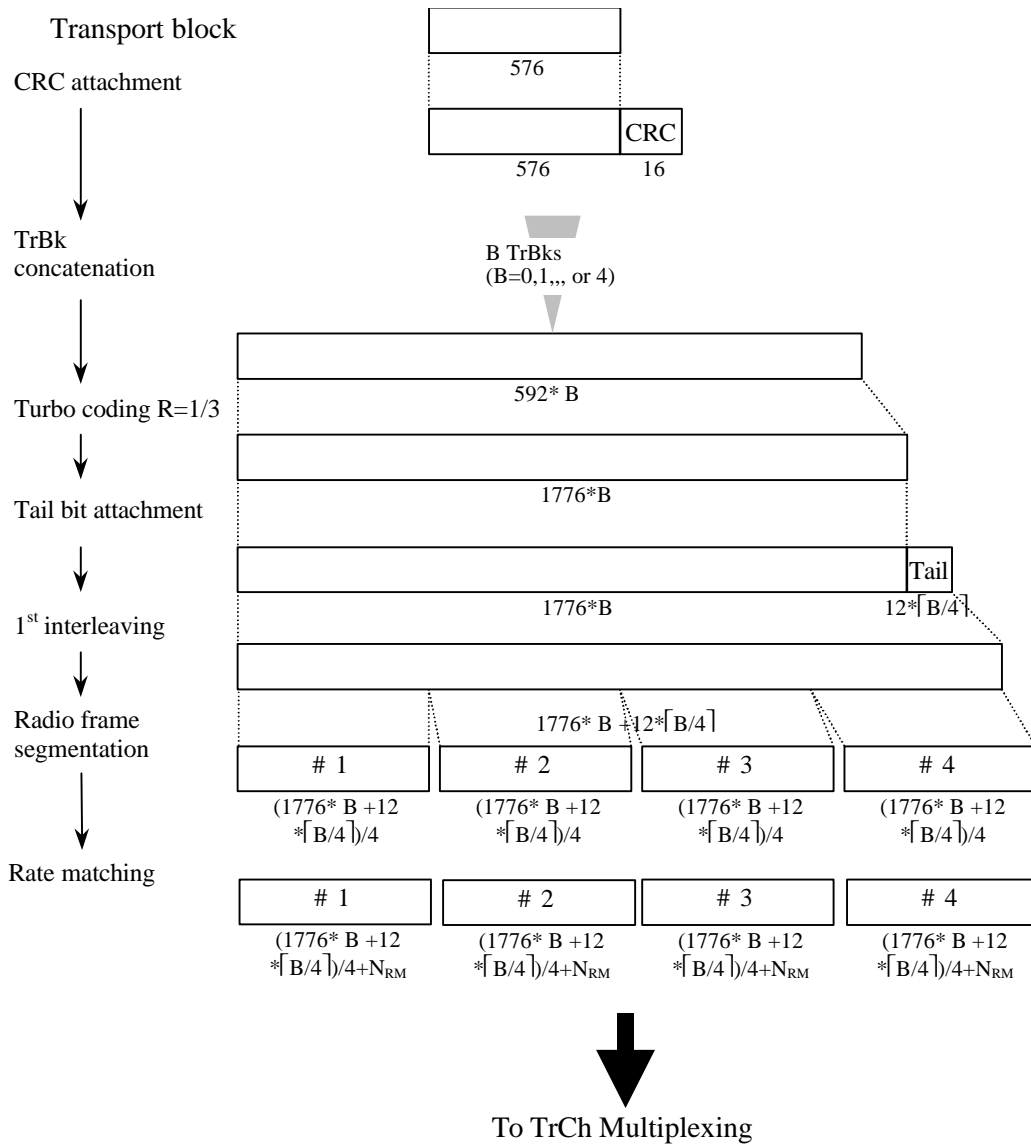 Transport block
576
CRC attachment
CRC
576
16
TrBk
concatenation
B TrBks
(B=0,1,,, or 4)
592* B
Turbo coding R=1/3
1776*B
Tail bit attachment
Tail
1776*B
12*⌈B/4⌉
1st interleaving
Radio frame
segmentation
1776* B +12*⌈B/4⌉
# 1
# 2
# 3
# 4
(1776* B +12
*⌈B/4⌉)/4
(1776* B +12
*⌈B/4⌉)/4
(1776* B +12
*⌈B/4⌉)/4
(1776* B +12
*⌈B/4⌉)/4
Rate matching
# 1
# 2
# 3
# 4
(1776* B +12
*⌈B/4⌉)/4+NRM
(1776* B +12
*⌈B/4⌉)/4+NRM
(1776* B +12
*⌈B/4⌉)/4+NRM
(1776* B +12
*⌈B/4⌉)/4+NRM
To TrCh Multiplexing